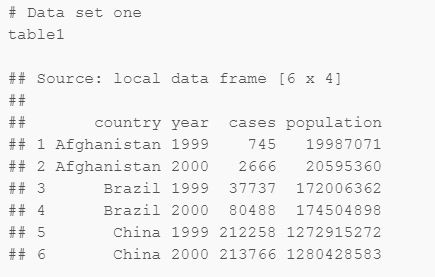 # Data set one
table1
## Source: local data frame [6 x 4]
##
##       country year  cases population
## 1 Afghanistan 1999    745   19987071
## 2 Afghanistan 2000   2666   20595360
## 3      Brazil 1999  37737  172006362
## 4      Brazil 2000  80488  174504898
## 5       China 1999 212258 1272915272
## 6       China 2000 213766 1280428583